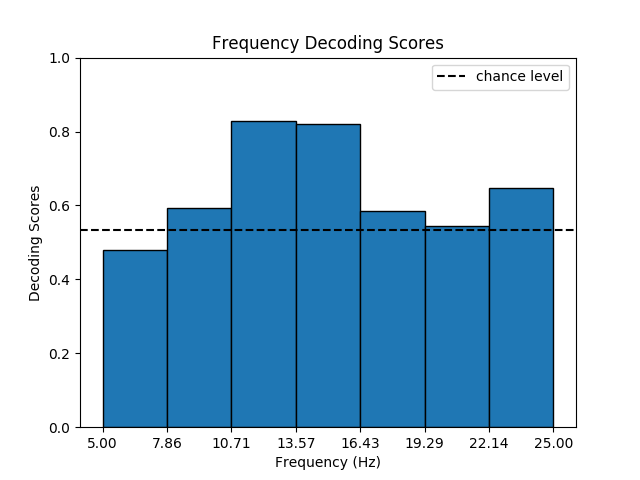 Frequency Decoding Scores
1.0
chance level
0.8
0.6
0.4
0.2
0.0
Decoding Scores
5.00 7.86 10.71 13.57 16.43 19.29 22.14 25.00
Frequency (Hz)